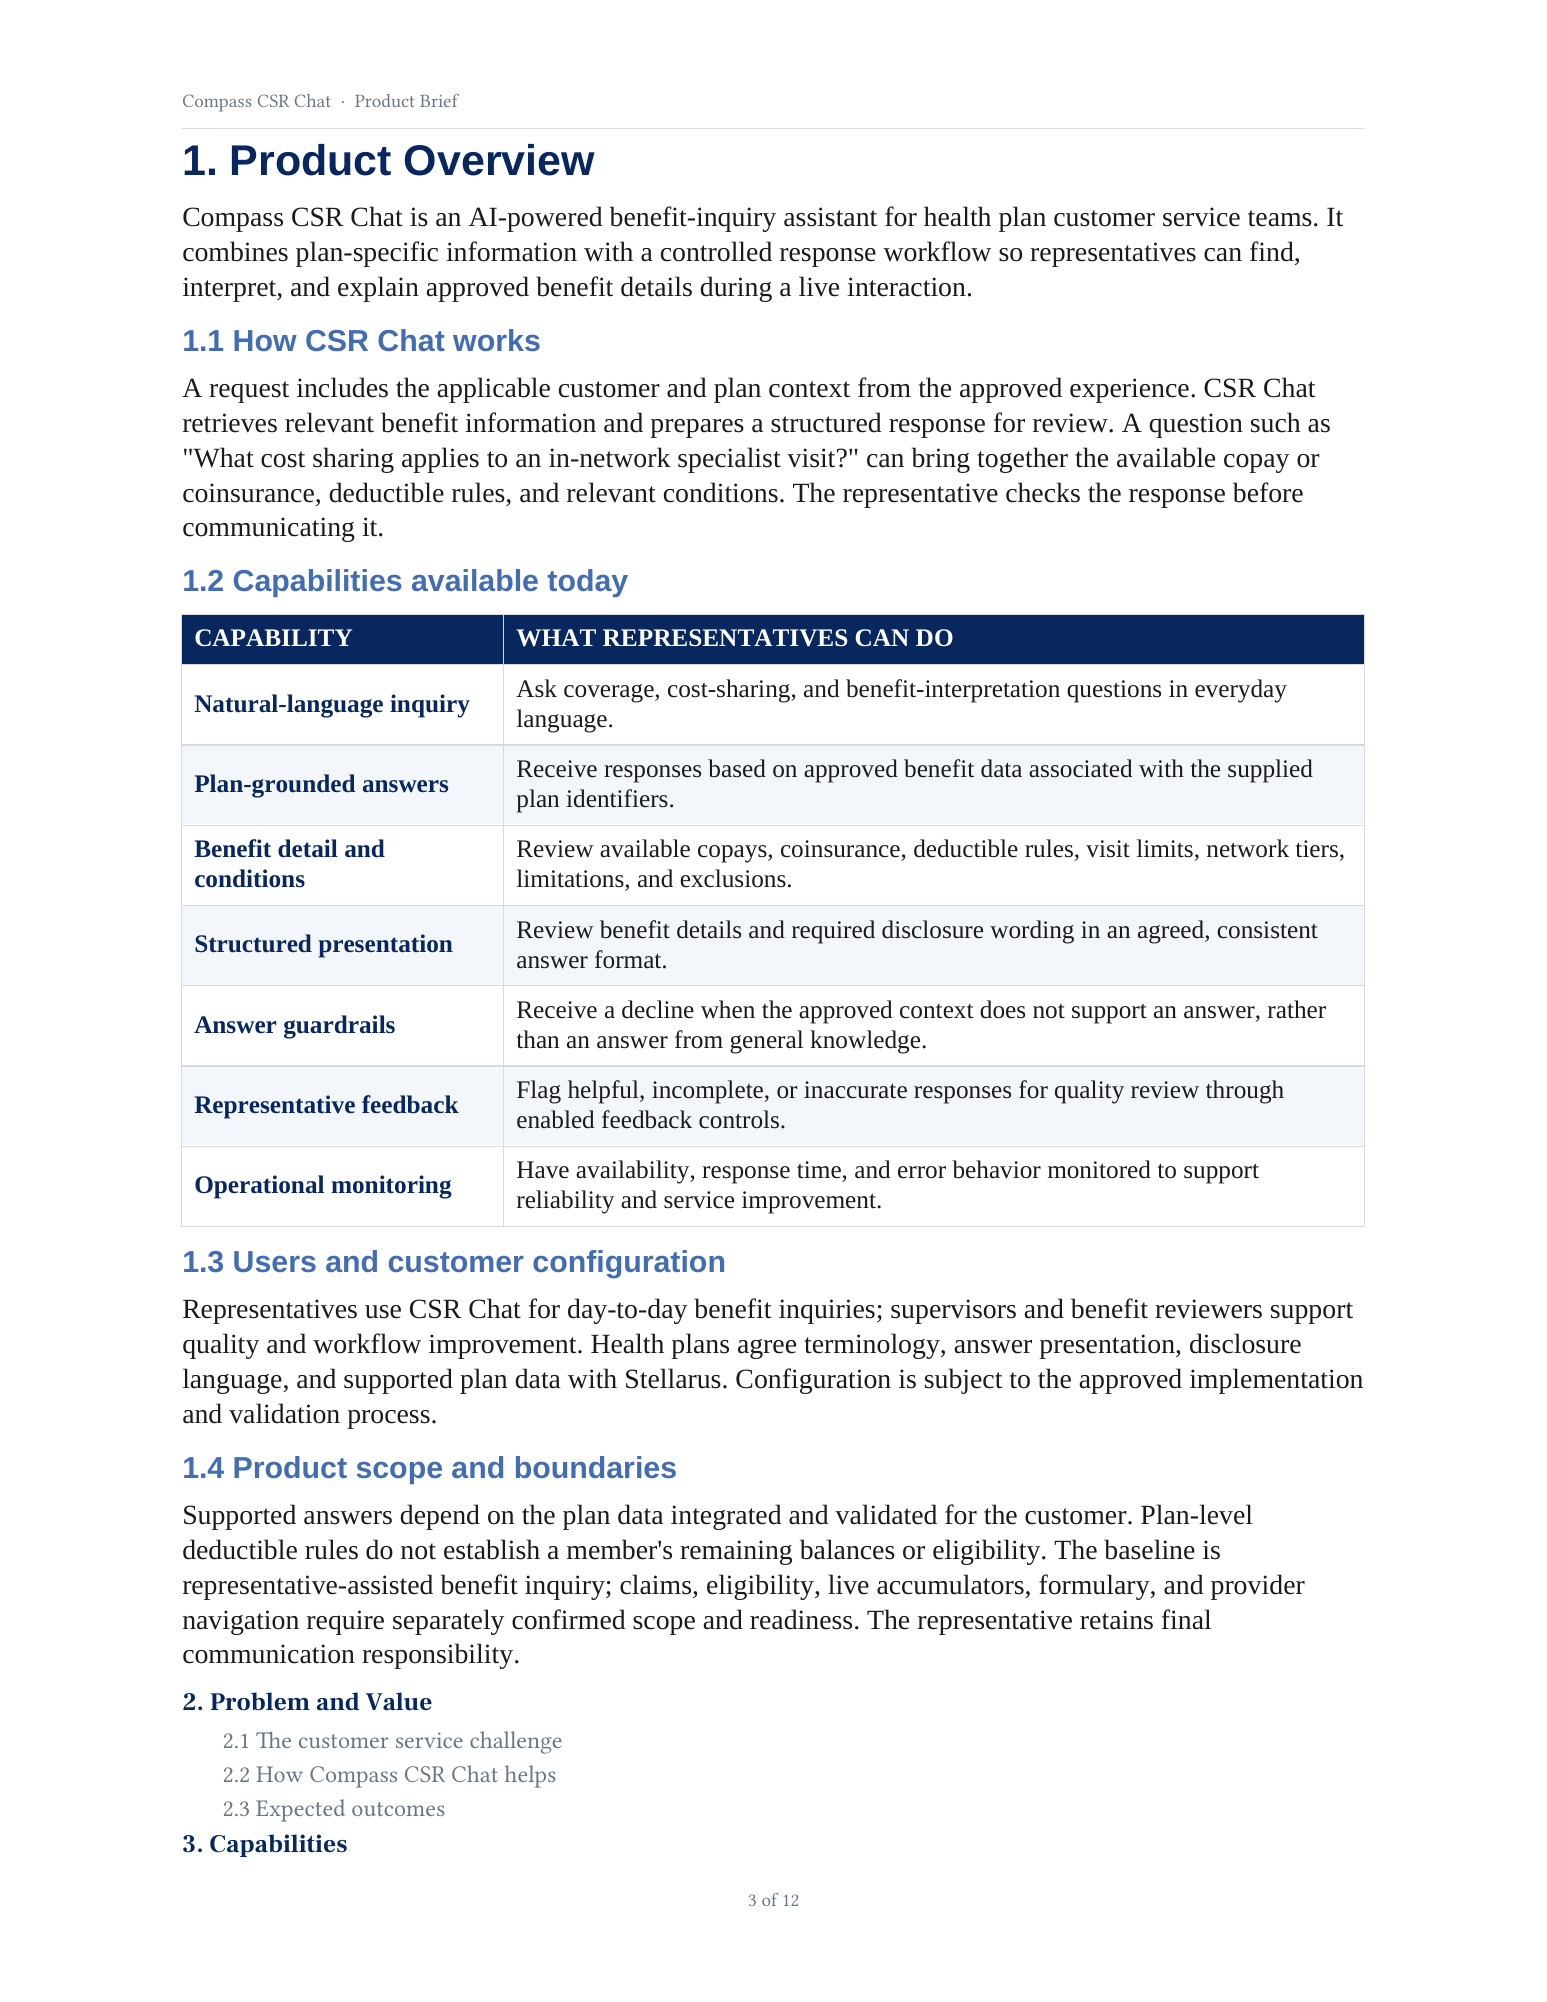 Compass CSR Chat · Product Brief
1. Product Overview
Compass CSR Chat is an AI-powered benefit-inquiry assistant for health plan customer service teams. It
combines plan-specific information with a controlled response workflow so representatives can find,
interpret, and explain approved benefit details during a live interaction.
1.1 How CSR Chat works
A request includes the applicable customer and plan context from the approved experience. CSR Chat
retrieves relevant benefit information and prepares a structured response for review. A question such as
"What cost sharing applies to an in-network specialist visit?" can bring together the available copay or
coinsurance, deductible rules, and relevant conditions. The representative checks the response before
communicating it.
1.2 Capabilities available today
CAPABILITY WHAT REPRESENTATIVES CAN DO
Natural-language inquiry
Ask coverage, cost-sharing, and benefit-interpretation questions in everyday
language.
Plan-grounded answers
Receive responses based on approved benefit data associated with the supplied
plan identifiers.
Benefit detail and
conditions
Review available copays, coinsurance, deductible rules, visit limits, network tiers,
limitations, and exclusions.
Structured presentation
Review benefit details and required disclosure wording in an agreed, consistent
answer format.
Answer guardrails
Receive a decline when the approved context does not support an answer, rather
than an answer from general knowledge.
Representative feedback
Flag helpful, incomplete, or inaccurate responses for quality review through
enabled feedback controls.
Operational monitoring
Have availability, response time, and error behavior monitored to support
reliability and service improvement.
1.3 Users and customer configuration
Representatives use CSR Chat for day-to-day benefit inquiries; supervisors and benefit reviewers support
quality and workflow improvement. Health plans agree terminology, answer presentation, disclosure
language, and supported plan data with Stellarus. Configuration is subject to the approved implementation
and validation process.
1.4 Product scope and boundaries
Supported answers depend on the plan data integrated and validated for the customer. Plan-level
deductible rules do not establish a member's remaining balances or eligibility. The baseline is
representative-assisted benefit inquiry; claims, eligibility, live accumulators, formulary, and provider
navigation require separately confirmed scope and readiness. The representative retains final
communication responsibility.
2. Problem and Value
2.1 The customer service challenge
2.2 How Compass CSR Chat helps
2.3 Expected outcomes
3. Capabilities
3 of 12